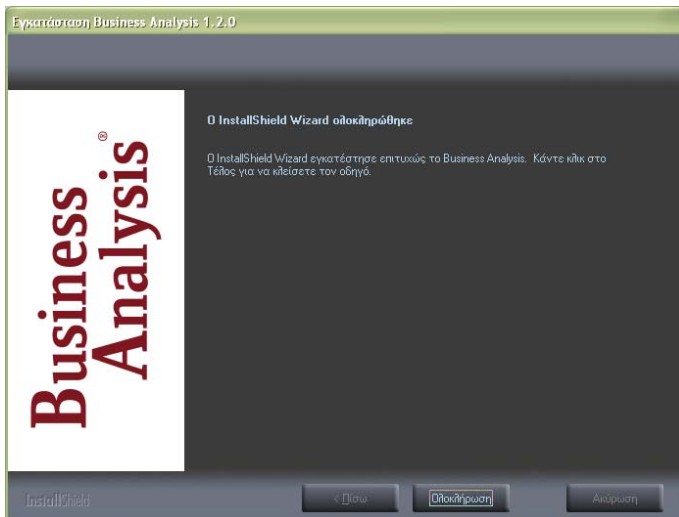 Εγκατάσταση Business Analysis 1.2.0
Ο InstallShield Wizard ολοκληρώθηκε
Ο InstallShield Wizard εγκατέστησε επιτυχώς το Business Analysis. Κάντε κλικ στο
Τέλος για να κλείσετε τον οδηγό.
Business
Analysis®
InstallShield
< Πίσω
Ολοκλήρωση
Ακύρωση